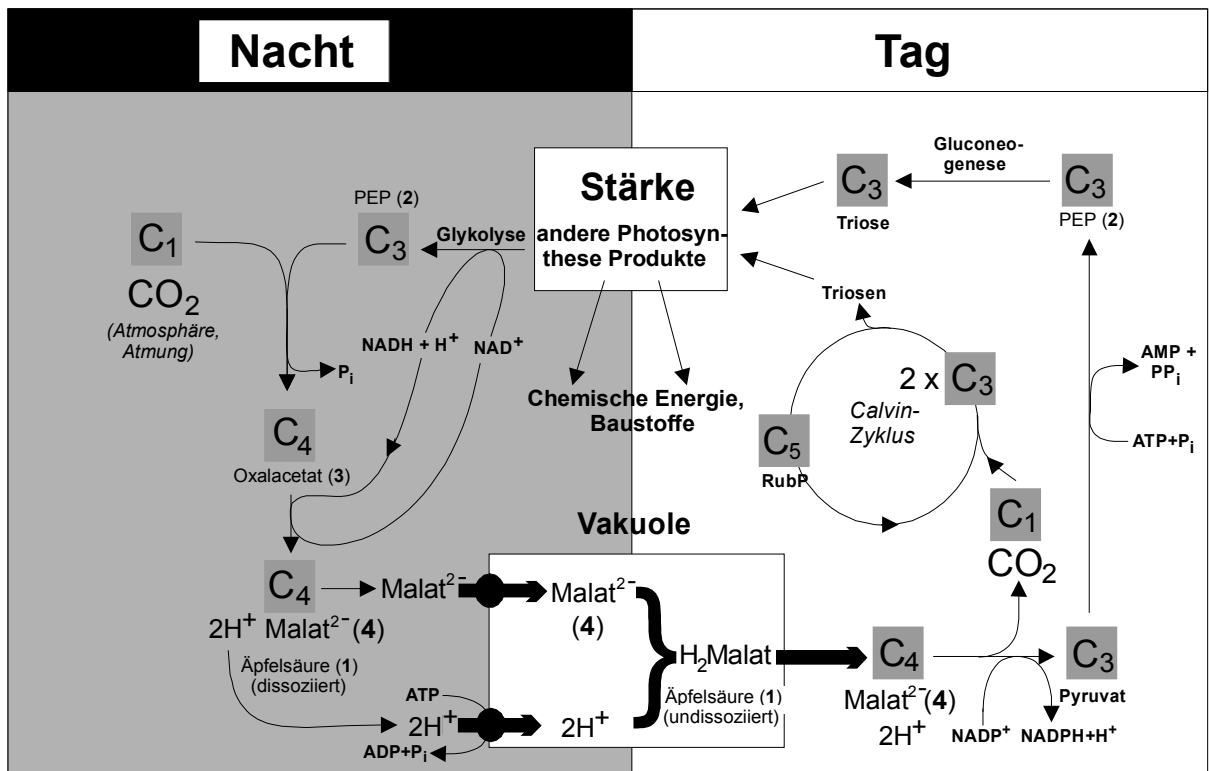 Nacht
Tag
Stärke
andere Photosyn-
these Produkte
PEP (2)
C3
Glykolyse
C1
CO2
(Atmosphäre,
Atmung)
Pi
NADH + H+
NAD+
C4
Oxalacetat (3)
C4
2H+ Malat2- (4)
Äpfelsäure (1)
(dissoziiert)
Malat2-
ATP
2H+
ADP+Pi
Chemische Energie,
Baustoffe
Vakuole
Malat2-
(4)
2H+
H2Malat
Äpfelsäure (1)
(undissoziiert)
C3
Triose
Gluconeo-
genese
C3
PEP (2)
Triosen
2 x C3
Calvin-
Zyklus
C5
RubP
AMP +
PPi
ATP+Pi
C1
CO2
C4
Malat2- (4)
2H+
C3
Pyruvat
NADP+
NADPH+H+